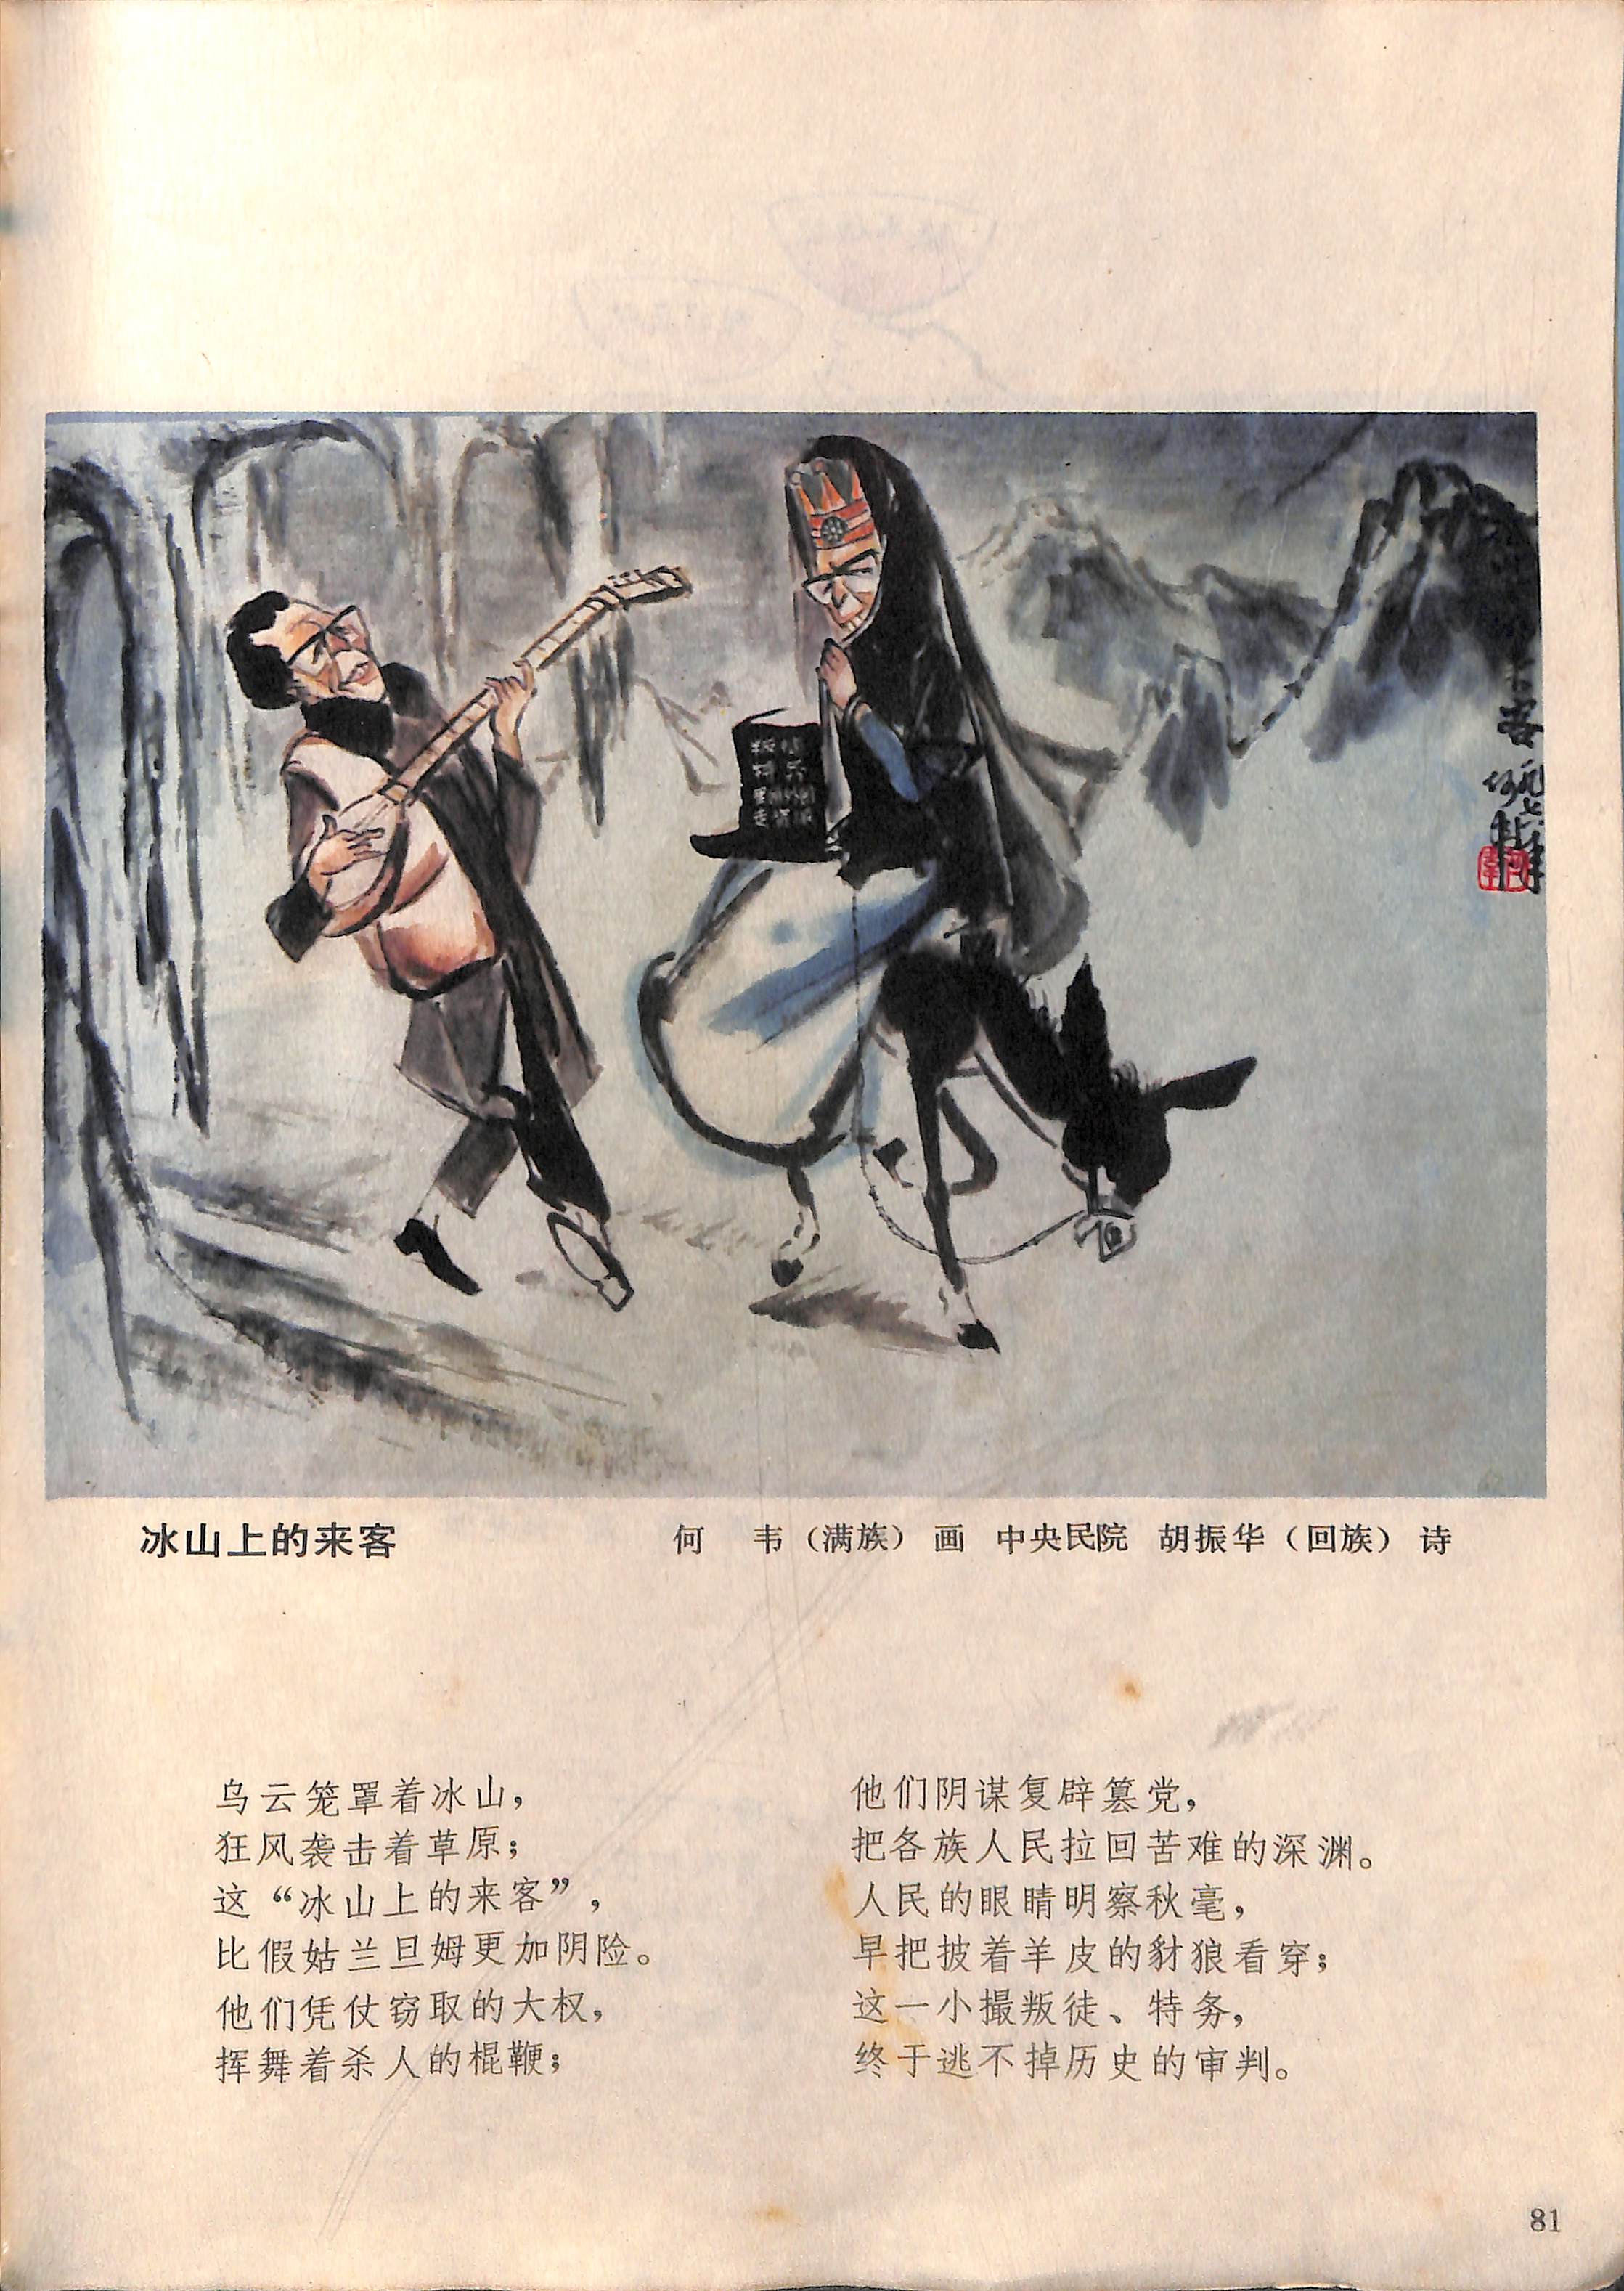 客
何韦
冰山上的来客
何 韦（满族）画 中央民院 胡振华（回族）诗
乌云笼罩着冰山，
狂风袭击着草原；
这“冰山上的来客”，
比假姑兰旦姆更加阴险。
他们凭仗窃取的大权，
挥舞着杀人的棍鞭；
他们阴谋复辟篡党，
把各族人民拉回苦难的深渊。
人民的眼睛明察秋毫，
早把披着羊皮的豺狼看穿；
这一小撮叛徒、特务，
终于逃不掉历史的审判。
81